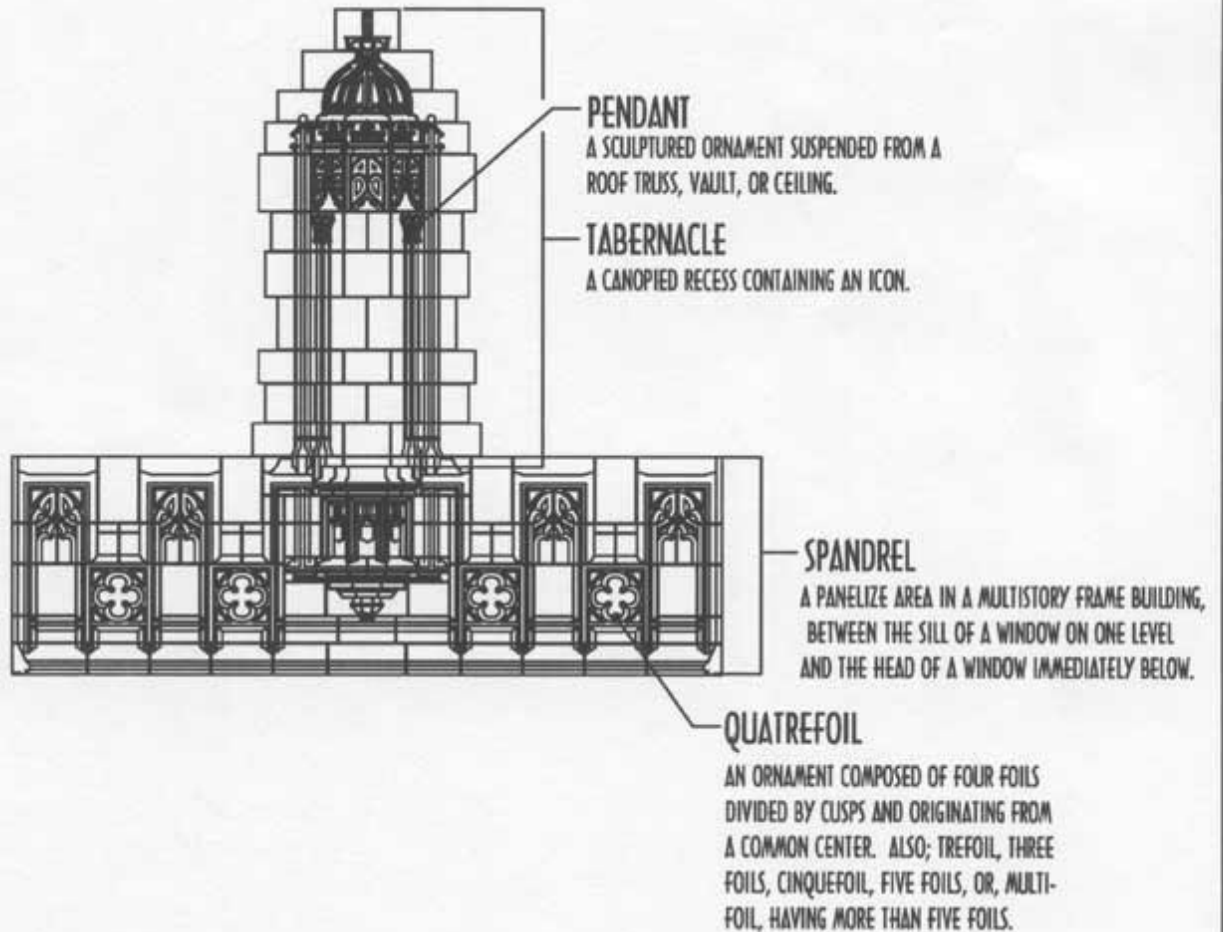 PENDANT
A SCULPTURED ORNAMENT SUSPENDED FROM A
ROOF TRUSS, VAULT, OR CEILING.
TABERNACLE
A CANOPIED RECESS CONTAINING AN ICON.
SPANDREL
A PANELIZE AREA IN A MULTISTORY FRAME BUILDING,
BETWEEN THE SILL OF A WINDOW ON ONE LEVEL
AND THE HEAD OF A WINDOW IMMEDIATELY BELOW.
QUATREFOIL
AN ORNAMENT COMPOSED OF FOUR FOILS
DIVIDED BY CUSPS AND ORIGINATING FROM
A COMMON CENTER. ALSO; TREFOIL, THREE
FOILS, CINQUEFOIL, FIVE FOILS, OR, MULTI-
FOIL, HAVING MORE THAN FIVE FOILS.